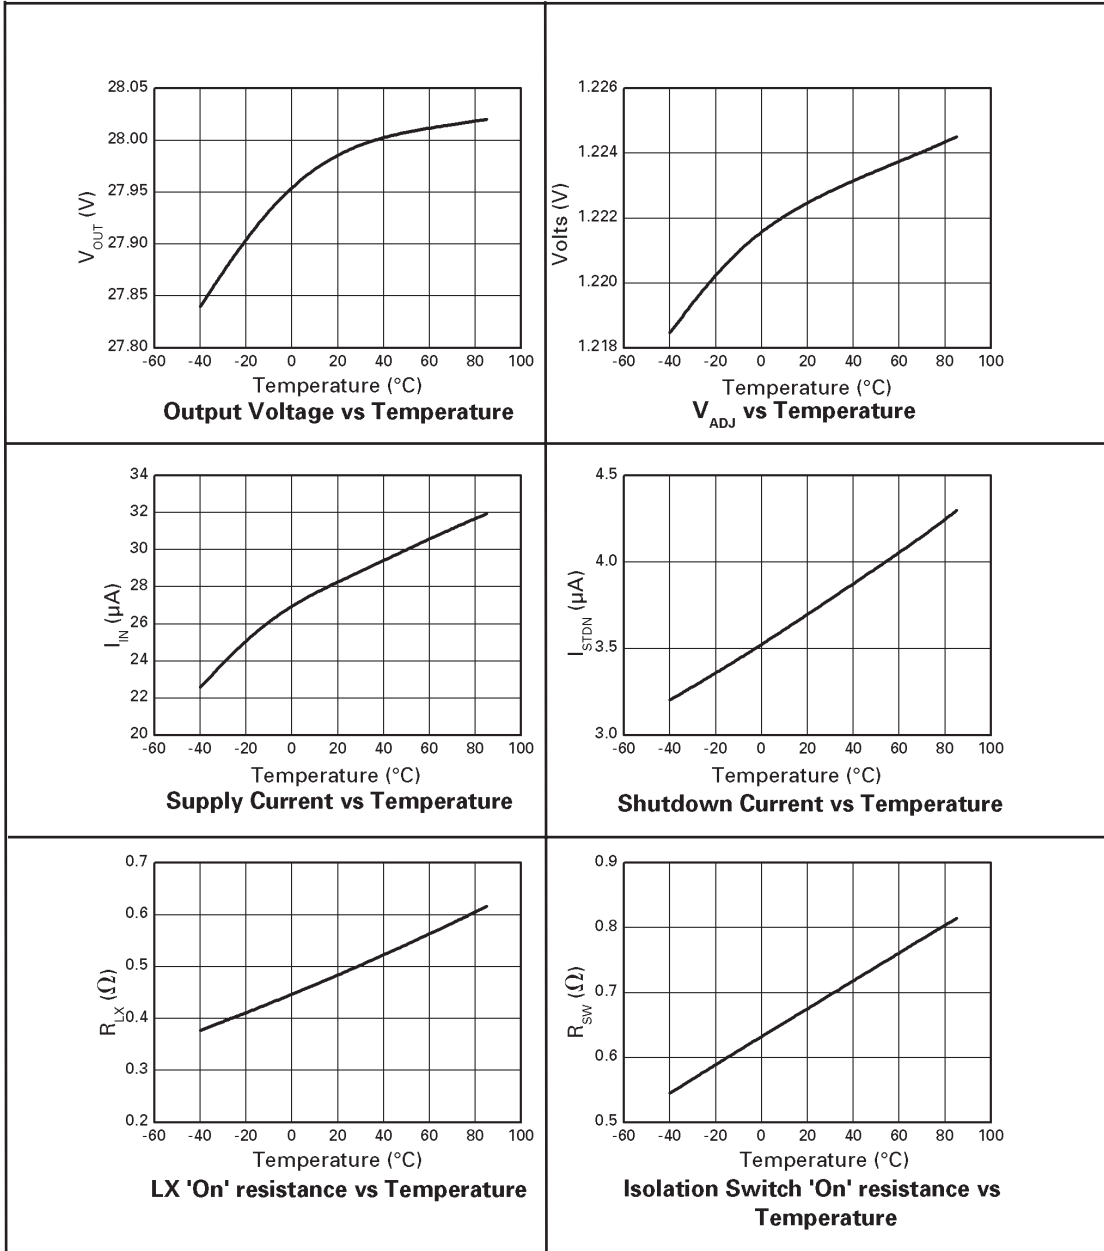 28.05
28.00
27.95
27.90
27.85
27.80
V_OUT (V)
-60 -40 -20 0 20 40 60 80 100
Temperature (°C)
Output Voltage vs Temperature
1.226
1.224
1.222
1.220
1.218
Volts (V)
-60 -40 -20 0 20 40 60 80 100
Temperature (°C)
V_ADJ vs Temperature
34
32
30
28
26
24
22
20
I_IN (µA)
-60 -40 -20 0 20 40 60 80 100
Temperature (°C)
Supply Current vs Temperature
4.5
4.0
3.5
3.0
I_STDN (µA)
-60 -40 -20 0 20 40 60 80 100
Temperature (°C)
Shutdown Current vs Temperature
0.7
0.6
0.5
0.4
0.3
0.2
R_LX (Ω)
-60 -40 -20 0 20 40 60 80 100
Temperature (°C)
LX 'On' resistance vs Temperature
0.9
0.8
0.7
0.6
0.5
R_SW (Ω)
-60 -40 -20 0 20 40 60 80 100
Temperature (°C)
Isolation Switch 'On' resistance vs
Temperature